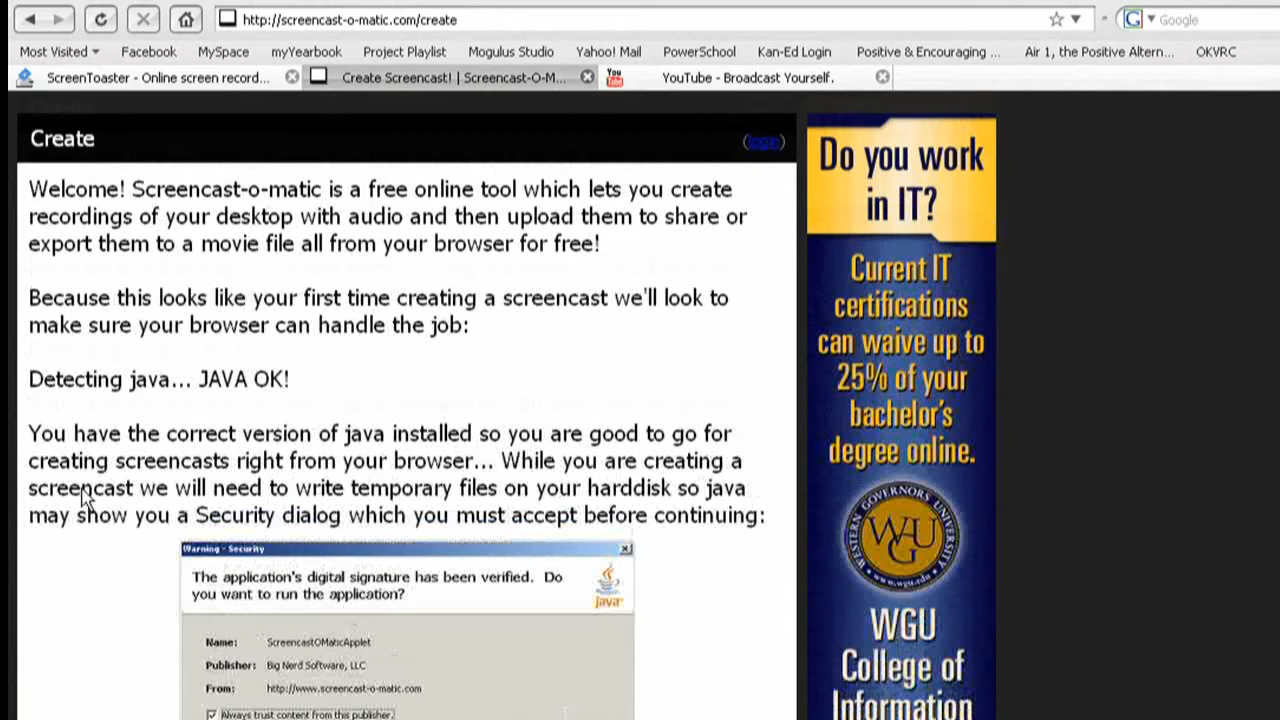 http://screencast-o-matic.com/create
Google
Most Visited Facebook MySpace myYearbook Project Playlist Mogulus Studio Yahoo! Mail PowerSchool Kan-Ed Login Positive & Encouraging ... Air 1, the Positive Altern... OKVRC
ScreenToaster - Online screen record... Create Screencast! | Screencast-O-M... You YouTube - Broadcast Yourself.
Create
(login)
Welcome! Screencast-o-matic is a free online tool which lets you create
recordings of your desktop with audio and then upload them to share or
export them to a movie file all from your browser for free!
Because this looks like your first time creating a screencast we'll look to
make sure your browser can handle the job:
Detecting java... JAVA OK!
You have the correct version of java installed so you are good to go for
creating screencasts right from your browser... While you are creating a
screencast we will need to write temporary files on your harddisk so java
may show you a Security dialog which you must accept before continuing:
Warning - Security
The application's digital signature has been verified. Do
you want to run the application?
Java
Name: ScreencastOMaticApplet
Publisher: Big Nerd Software, LLC
From: http://www.screencast-o-matic.com
Always trust content from this publisher.
Do you work
in IT?
Current IT
certifications
can waive up to
25% of your
bachelor's
degree online.
WESTERN GOVERNORS UNIVERSITY
WGU
www.wgu.edu
WGU
College of
Information